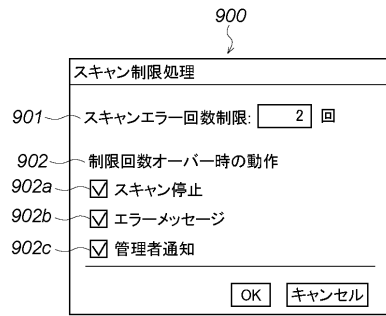 900
スキャン制限処理
901 スキャンエラー回数制限: 2 回
902 制限回数オーバー時の動作
902a スキャン停止
902b エラーメッセージ
902c 管理者通知
OK キャンセル